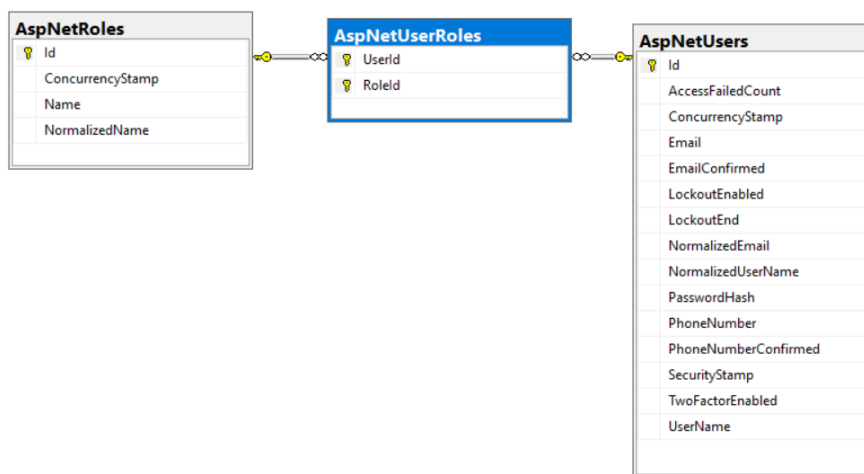 AspNetRoles
Id
ConcurrencyStamp
Name
NormalizedName
AspNetUserRoles
UserId
RoleId
AspNetUsers
Id
AccessFailedCount
ConcurrencyStamp
Email
EmailConfirmed
LockoutEnabled
LockoutEnd
NormalizedEmail
NormalizedUserName
PasswordHash
PhoneNumber
PhoneNumberConfirmed
SecurityStamp
TwoFactorEnabled
UserName